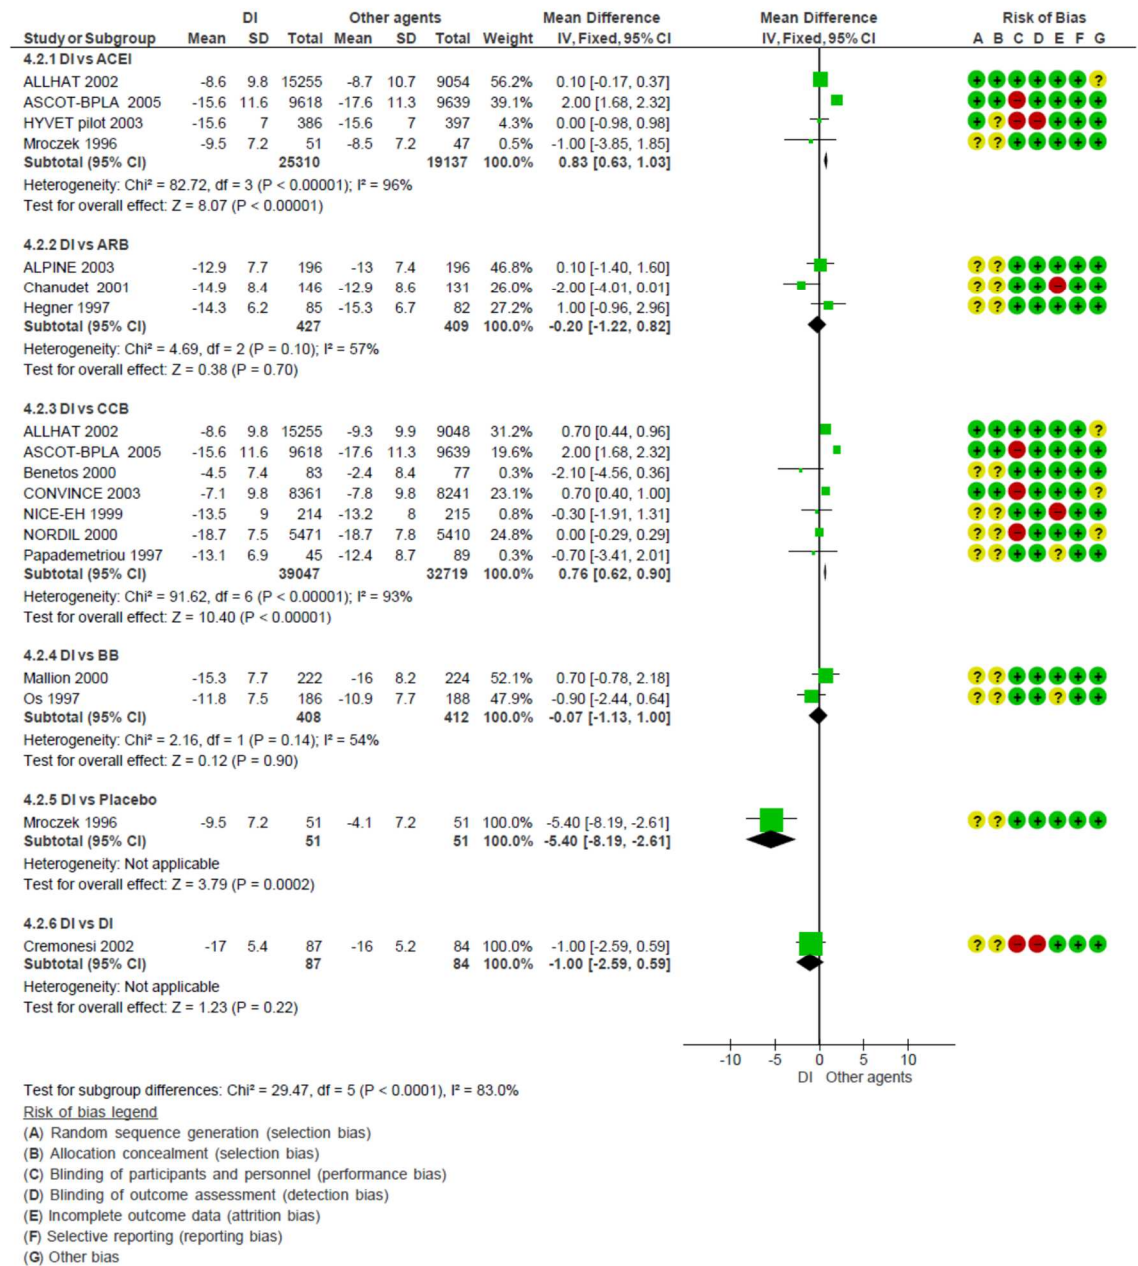 DI Other agents Mean Difference Mean Difference Risk of Bias
Study or Subgroup Mean SD Total Mean SD Total Weight IV, Fixed, 95% CI IV, Fixed, 95% CI A B C D E F G
4.2.1 DI vs ACEI
ALLHAT 2002 -8.6 9.8 15255 -8.7 10.7 9054 56.2% 0.10 [-0.17, 0.37] + + + + + + ?
ASCOT-BPLA 2005 -15.6 11.6 9618 -17.6 11.3 9639 39.1% 2.00 [1.68, 2.32] + + - + + + +
HYVET pilot 2003 -15.6 7 386 -15.6 7 397 4.3% 0.00 [-0.98, 0.98] + ? - - + + +
Mroczek 1996 -9.5 7.2 51 -8.5 7.2 47 0.5% -1.00 [-3.85, 1.85] ? ? + + + + +
Subtotal (95% CI) 25310 19137 100.0% 0.83 [0.63, 1.03]
Heterogeneity: Chi² = 82.72, df = 3 (P < 0.00001); I² = 96%
Test for overall effect: Z = 8.07 (P < 0.00001)
4.2.2 DI vs ARB
ALPINE 2003 -12.9 7.7 196 -13 7.4 196 46.8% 0.10 [-1.40, 1.60] ? ? + + + + +
Chanudet 2001 -14.9 8.4 146 -12.9 8.6 131 26.0% -2.00 [-4.01, 0.01] ? ? + + - + +
Hegner 1997 -14.3 6.2 85 -15.3 6.7 82 27.2% 1.00 [-0.96, 2.96] ? ? + + + + +
Subtotal (95% CI) 427 409 100.0% -0.20 [-1.22, 0.82]
Heterogeneity: Chi² = 4.69, df = 2 (P = 0.10); I² = 57%
Test for overall effect: Z = 0.38 (P = 0.70)
4.2.3 DI vs CCB
ALLHAT 2002 -8.6 9.8 15255 -9.3 9.9 9048 31.2% 0.70 [0.44, 0.96] + + + + + + ?
ASCOT-BPLA 2005 -15.6 11.6 9618 -17.6 11.3 9639 19.6% 2.00 [1.68, 2.32] + + - + + + +
Benetos 2000 -4.5 7.4 83 -2.4 8.4 77 0.3% -2.10 [-4.56, 0.36] ? ? + + + + +
CONVINCE 2003 -7.1 9.8 8361 -7.8 9.8 8241 23.1% 0.70 [0.40, 1.00] + + - + + + ?
NICE-EH 1999 -13.5 9 214 -13.2 8 215 0.8% -0.30 [-1.91, 1.31] ? ? + + - + +
NORDIL 2000 -18.7 7.5 5471 -18.7 7.8 5410 24.8% 0.00 [-0.29, 0.29] ? ? - + + + ?
Papademetriou 1997 -13.1 6.9 45 -12.4 8.7 89 0.3% -0.70 [-3.41, 2.01] ? ? + + ? + +
Subtotal (95% CI) 39047 32719 100.0% 0.76 [0.62, 0.90]
Heterogeneity: Chi² = 91.62, df = 6 (P < 0.00001); I² = 93%
Test for overall effect: Z = 10.40 (P < 0.00001)
4.2.4 DI vs BB
Mallion 2000 -15.3 7.7 222 -16 8.2 224 52.1% 0.70 [-0.78, 2.18] ? ? + + + + +
Os 1997 -11.8 7.5 186 -10.9 7.7 188 47.9% -0.90 [-2.44, 0.64] ? ? + + ? + +
Subtotal (95% CI) 408 412 100.0% -0.07 [-1.13, 1.00]
Heterogeneity: Chi² = 2.16, df = 1 (P = 0.14); I² = 54%
Test for overall effect: Z = 0.12 (P = 0.90)
4.2.5 DI vs Placebo
Mroczek 1996 -9.5 7.2 51 -4.1 7.2 51 100.0% -5.40 [-8.19, -2.61] ? ? + + + + +
Subtotal (95% CI) 51 51 100.0% -5.40 [-8.19, -2.61]
Heterogeneity: Not applicable
Test for overall effect: Z = 3.79 (P = 0.0002)
4.2.6 DI vs DI
Cremonesi 2002 -17 5.4 87 -16 5.2 84 100.0% -1.00 [-2.59, 0.59] ? ? - - + + +
Subtotal (95% CI) 87 84 100.0% -1.00 [-2.59, 0.59]
Heterogeneity: Not applicable
Test for overall effect: Z = 1.23 (P = 0.22)
-10 -5 0 5 10
DI Other agents
Test for subgroup differences: Chi² = 29.47, df = 5 (P < 0.0001), I² = 83.0%
Risk of bias legend
(A) Random sequence generation (selection bias)
(B) Allocation concealment (selection bias)
(C) Blinding of participants and personnel (performance bias)
(D) Blinding of outcome assessment (detection bias)
(E) Incomplete outcome data (attrition bias)
(F) Selective reporting (reporting bias)
(G) Other bias